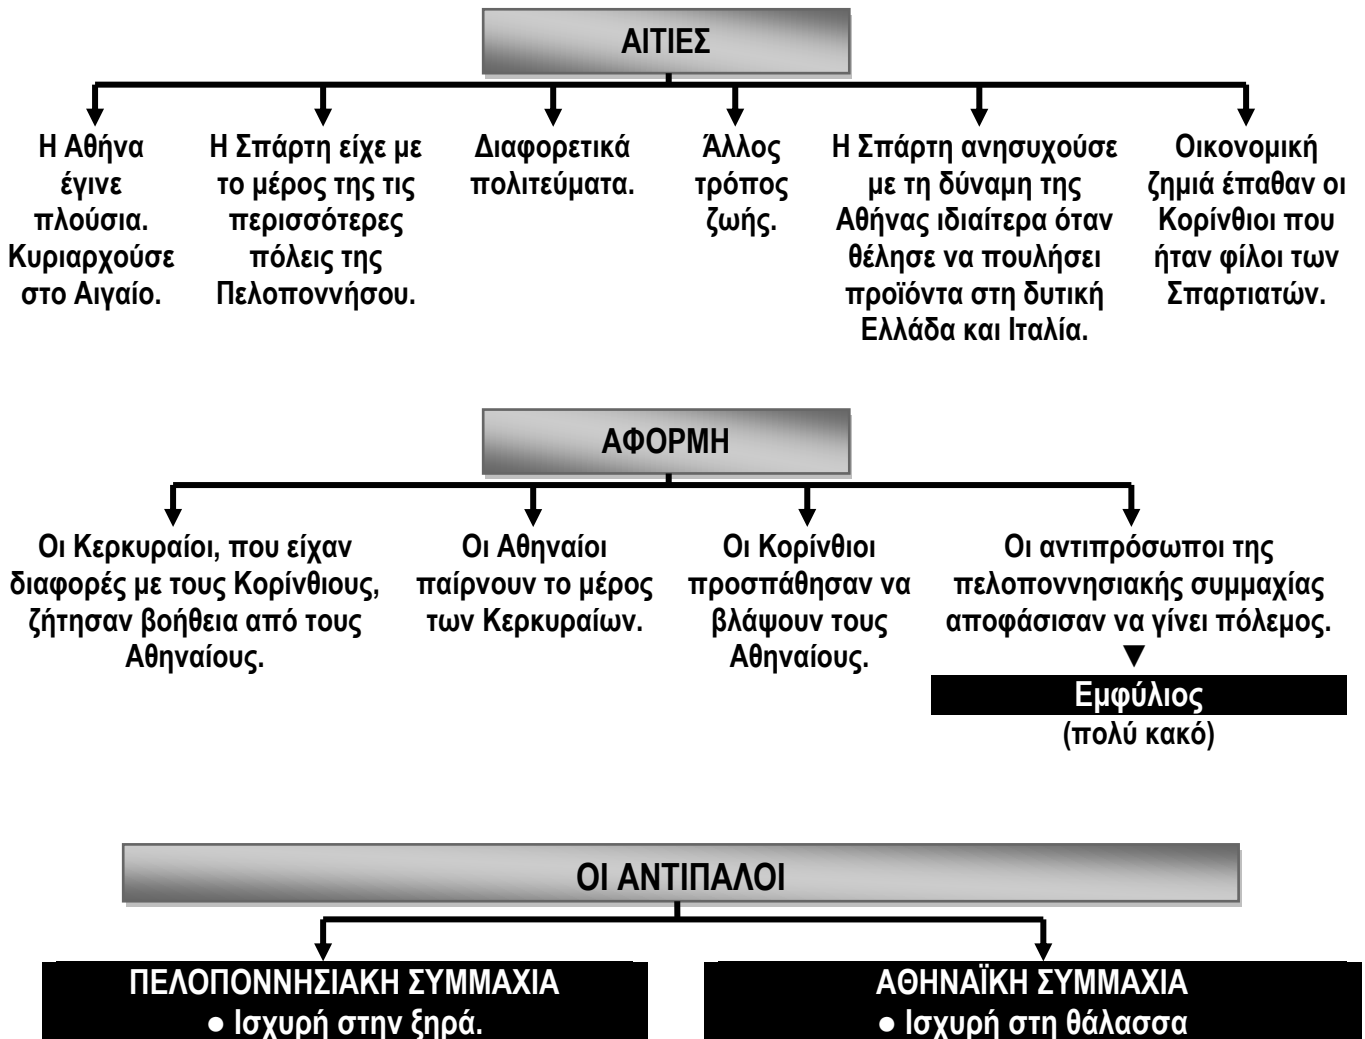 ΑΙΤΙΕΣ
Η Αθήνα
έγινε
πλούσια.
Κυριαρχούσε
στο Αιγαίο.
Η Σπάρτη είχε με
το μέρος της τις
περισσότερες
πόλεις της
Πελοποννήσου.
Διαφορετικά
πολιτεύματα.
Άλλος
τρόπος
ζωής.
Η Σπάρτη ανησυχούσε
με τη δύναμη της
Αθήνας ιδιαίτερα όταν
θέλησε να πουλήσει
προϊόντα στη δυτική
Ελλάδα και Ιταλία.
Οικονομική
ζημιά έπαθαν οι
Κορίνθιοι που
ήταν φίλοι των
Σπαρτιατών.
ΑΦΟΡΜΗ
Οι Κερκυραίοι, που είχαν
διαφορές με τους Κορίνθιους,
ζήτησαν βοήθεια από τους
Αθηναίους.
Οι Αθηναίοι
παίρνουν το μέρος
των Κερκυραίων.
Οι Κορίνθιοι
προσπάθησαν να
βλάψουν τους
Αθηναίους.
Οι αντιπρόσωποι της
πελοποννησιακής συμμαχίας
αποφάσισαν να γίνει πόλεμος.
▼
Εμφύλιος
(πολύ κακό)
ΟΙ ΑΝΤΙΠΑΛΟΙ
ΠΕΛΟΠΟΝΝΗΣΙΑΚΗ ΣΥΜΜΑΧΙΑ
● Ισχυρή στην ξηρά.
ΑΘΗΝΑΪΚΗ ΣΥΜΜΑΧΙΑ
● Ισχυρή στη θάλασσα